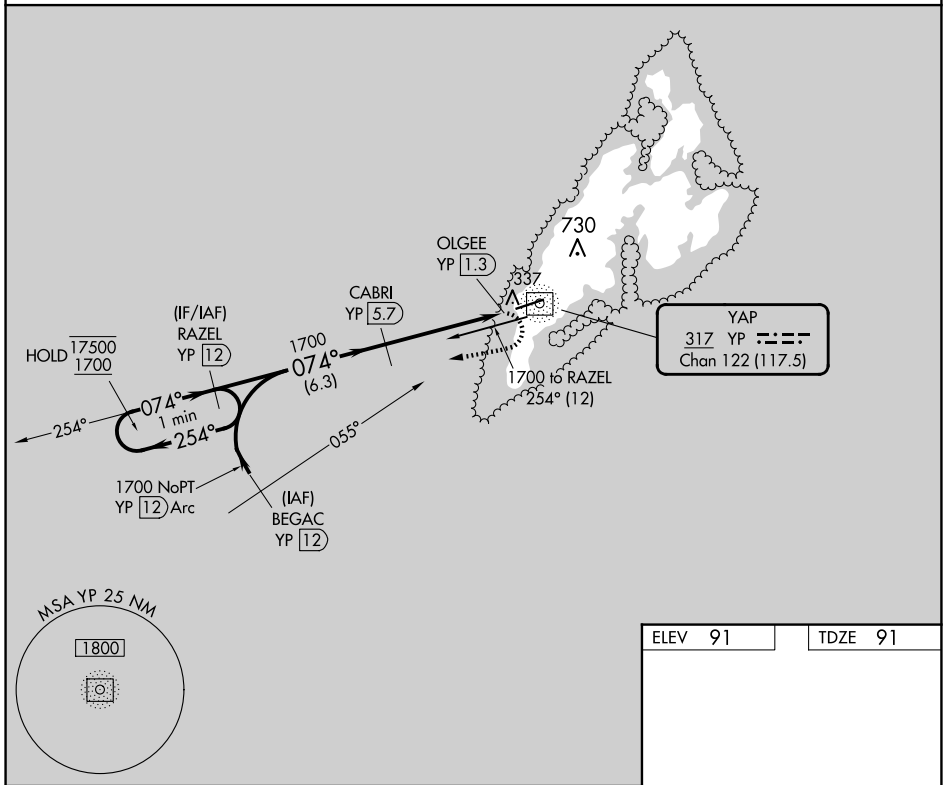 730
OLGEE
YP 1.3
337
CABRI
YP 5.7
(IF/IAF)
RAZEL
YP 12
HOLD 17500
1700
1700
074°
(6.3)
YAP
317 YP
Chan 122 (117.5)
1700 to RAZEL
254° (12)
074°
1 min
254°
254°
055°
1700 NoPT
YP 12 Arc
(IAF)
BEGAC
YP 12
MSA YP 25 NM
1800
ELEV 91
TDZE 91